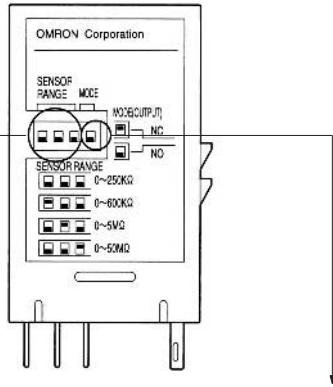 OMRON Corporation
SENSOR
RANGE MODE
MODE(OUTPUT)
NC
NO
SENSOR RANGE
0~250KΩ
0~600KΩ
0~5MΩ
0~50MΩ